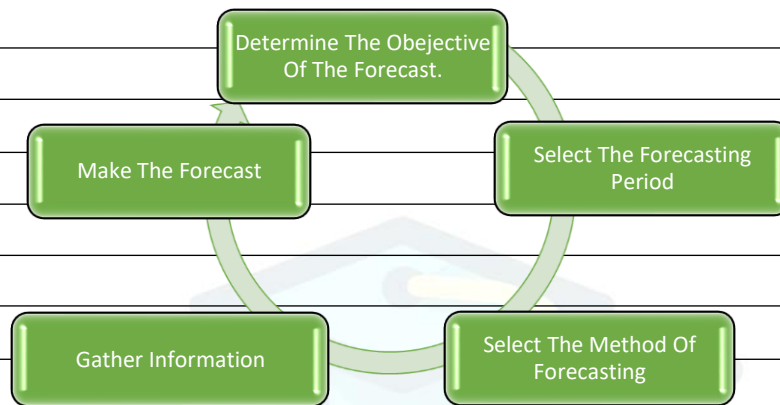 Determine The Obejective
Of The Forecast.
Select The Forecasting
Period
Select The Method Of
Forecasting
Gather Information
Make The Forecast